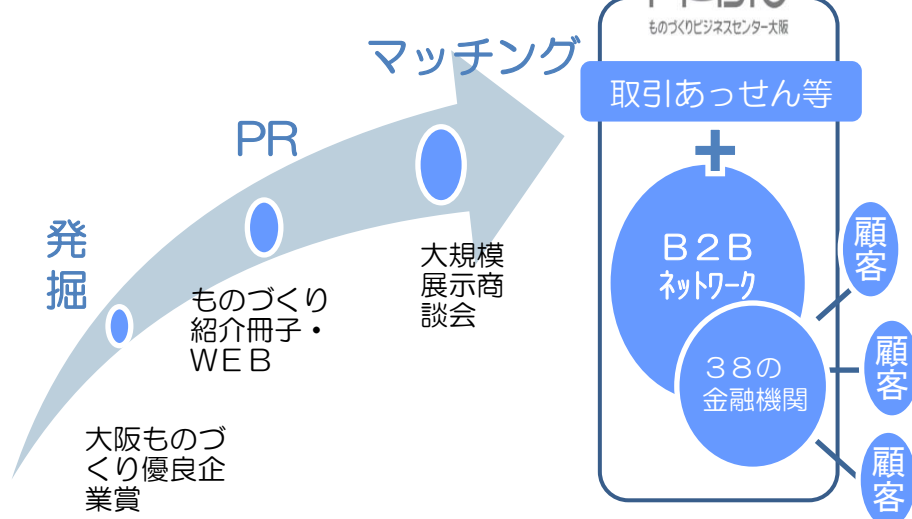 ものづくりビジネスセンター大阪
マッチング
取引あっせん等
PR
発
掘
大規模
展示商
談会
ものづくり
紹介冊子・
ＷＥＢ
大阪ものづ
くり優良企
業賞
Ｂ２Ｂ
ネットワーク
３８の
金融機関
顧
客
顧
客
顧
客